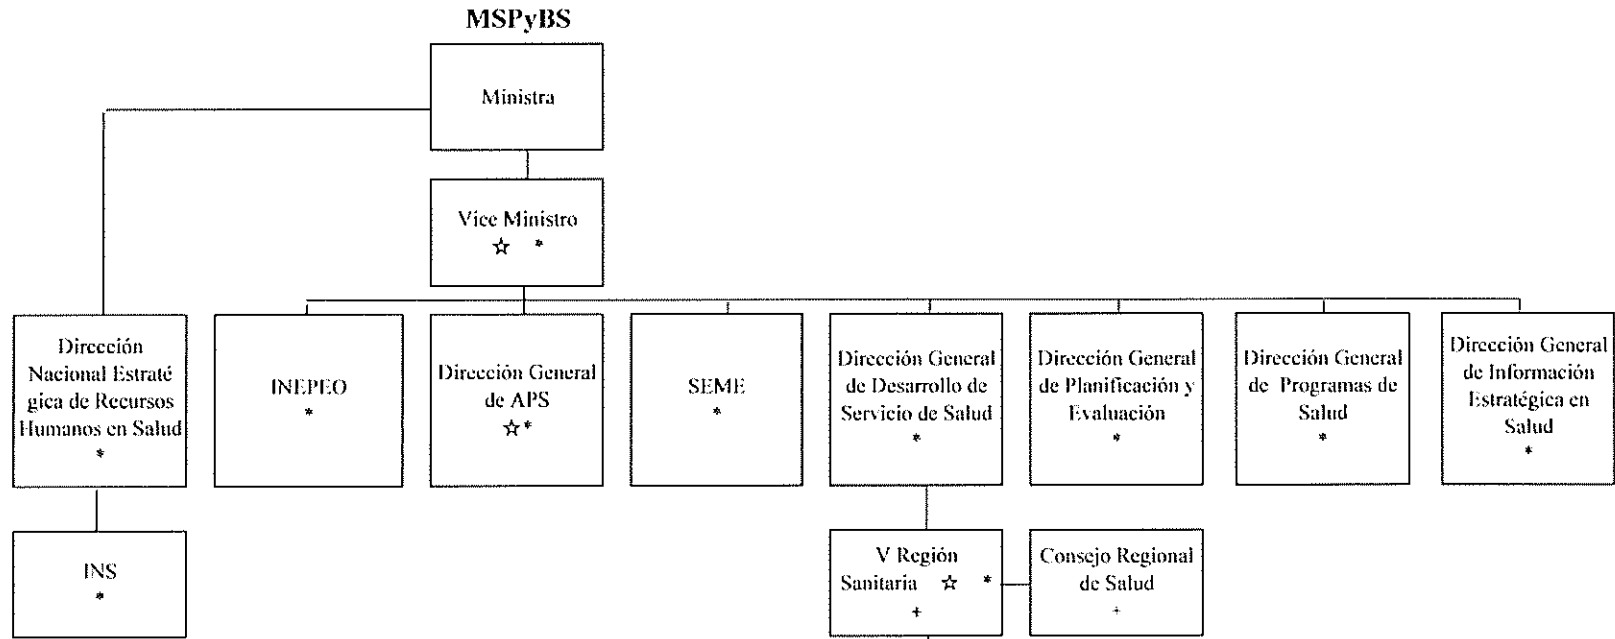 MSPyBS
Ministra
Vice Ministro
☆ *
Dirección
Nacional Estraté
gica de Recursos
Humanos en Salud
*
INEPEO
*
Dirección General
de APS
☆*
SEME
*
Dirección General
de Desarrollo de
Servicio de Salud
*
Dirección General
de Planificación y
Evaluación
*
Dirección General
de Programas de
Salud
*
Dirección General
de Información
Estratégica en
Salud
*
INS
*
V Región
Sanitaria ☆ *
+
Consejo Regional
de Salud
+